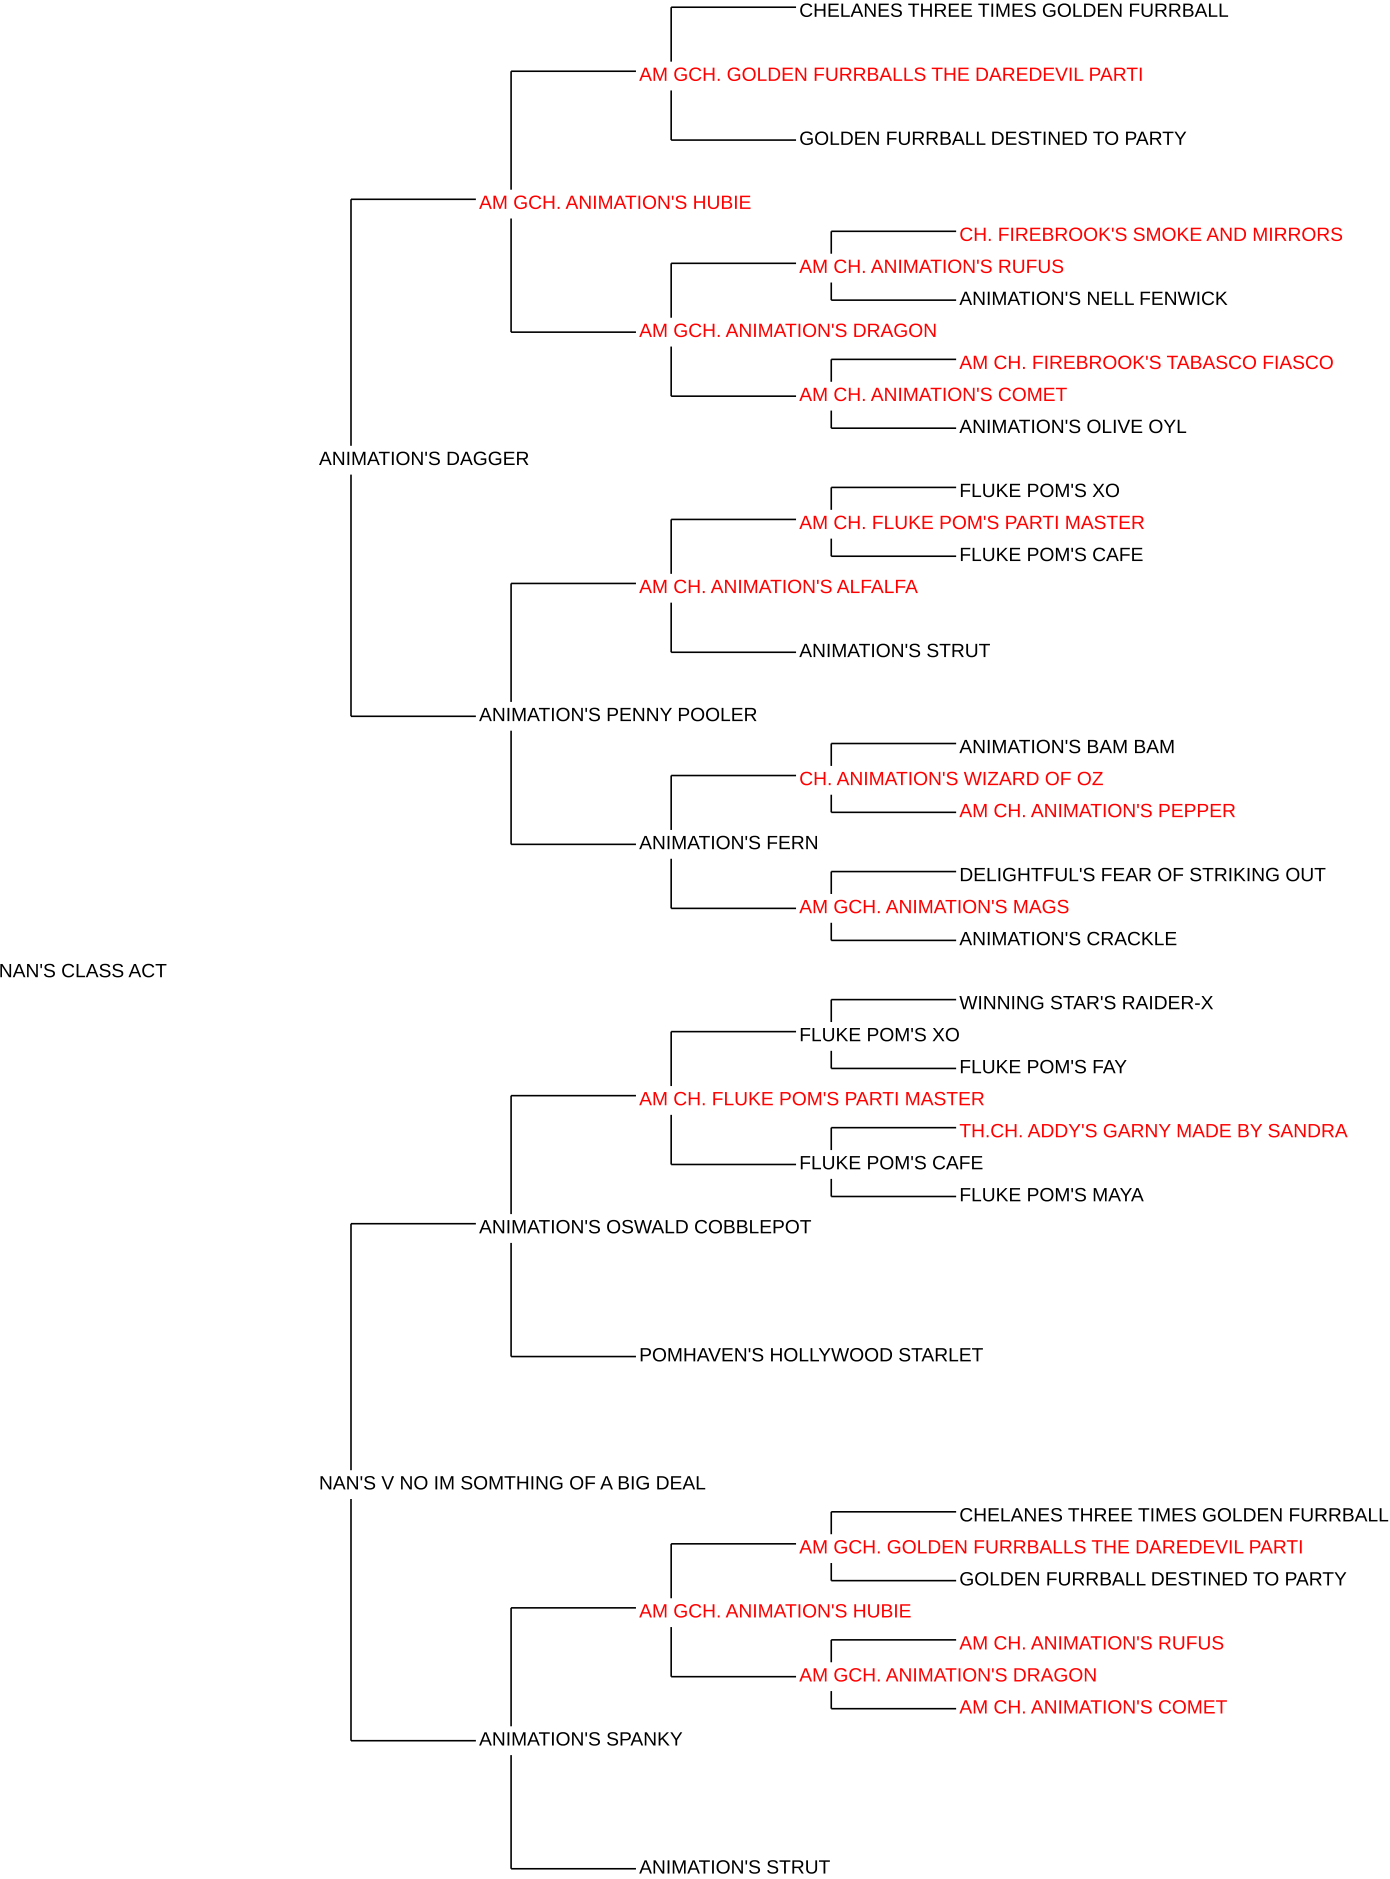 CHELANES THREE TIMES GOLDEN FURRBALL
AM GCH. GOLDEN FURRBALLS THE DAREDEVIL PARTI
GOLDEN FURRBALL DESTINED TO PARTY
AM GCH. ANIMATION'S HUBIE
CH. FIREBROOK'S SMOKE AND MIRRORS
AM CH. ANIMATION'S RUFUS
ANIMATION'S NELL FENWICK
AM GCH. ANIMATION'S DRAGON
AM CH. FIREBROOK'S TABASCO FIASCO
AM CH. ANIMATION'S COMET
ANIMATION'S OLIVE OYL
ANIMATION'S DAGGER
FLUKE POM'S XO
AM CH. FLUKE POM'S PARTI MASTER
FLUKE POM'S CAFE
AM CH. ANIMATION'S ALFALFA
ANIMATION'S STRUT
ANIMATION'S PENNY POOLER
ANIMATION'S BAM BAM
CH. ANIMATION'S WIZARD OF OZ
AM CH. ANIMATION'S PEPPER
ANIMATION'S FERN
DELIGHTFUL'S FEAR OF STRIKING OUT
AM GCH. ANIMATION'S MAGS
ANIMATION'S CRACKLE
NAN'S CLASS ACT
WINNING STAR'S RAIDER-X
FLUKE POM'S XO
FLUKE POM'S FAY
AM CH. FLUKE POM'S PARTI MASTER
TH.CH. ADDY'S GARNY MADE BY SANDRA
FLUKE POM'S CAFE
FLUKE POM'S MAYA
ANIMATION'S OSWALD COBBLEPOT
POMHAVEN'S HOLLYWOOD STARLET
NAN'S V NO IM SOMTHING OF A BIG DEAL
CHELANES THREE TIMES GOLDEN FURRBALL
AM GCH. GOLDEN FURRBALLS THE DAREDEVIL PARTI
GOLDEN FURRBALL DESTINED TO PARTY
AM GCH. ANIMATION'S HUBIE
AM CH. ANIMATION'S RUFUS
AM GCH. ANIMATION'S DRAGON
AM CH. ANIMATION'S COMET
ANIMATION'S SPANKY
ANIMATION'S STRUT